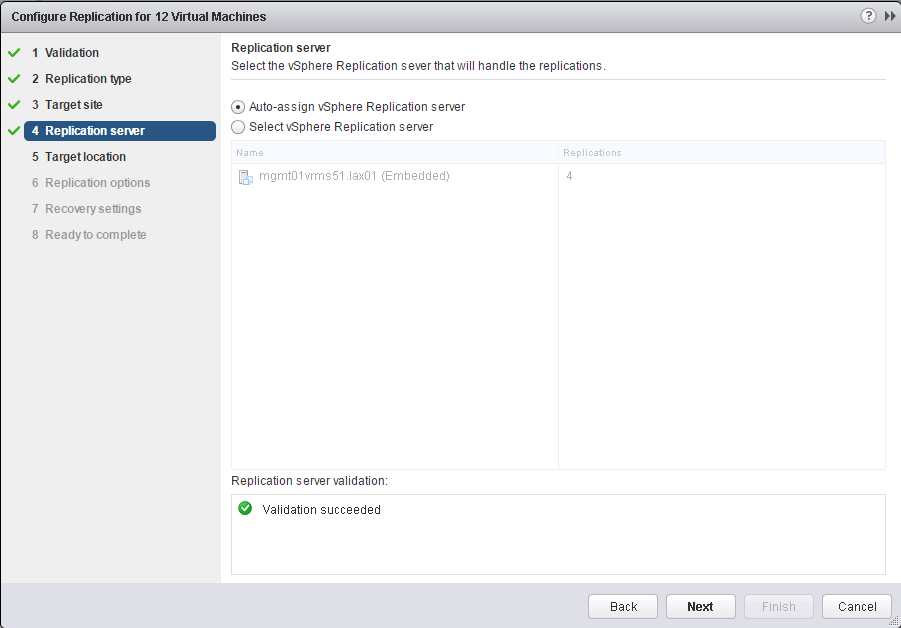 Configure Replication for 12 Virtual Machines
?
1 Validation
2 Replication type
3 Target site
4 Replication server
5 Target location
6 Replication options
7 Recovery settings
8 Ready to complete
Replication server
Select the vSphere Replication sever that will handle the replications.
Auto-assign vSphere Replication server
Select vSphere Replication server
Name Replications
mgmt01vrms51.lax01 (Embedded) 4
Replication server validation:
Validation succeeded
Back Next Finish Cancel